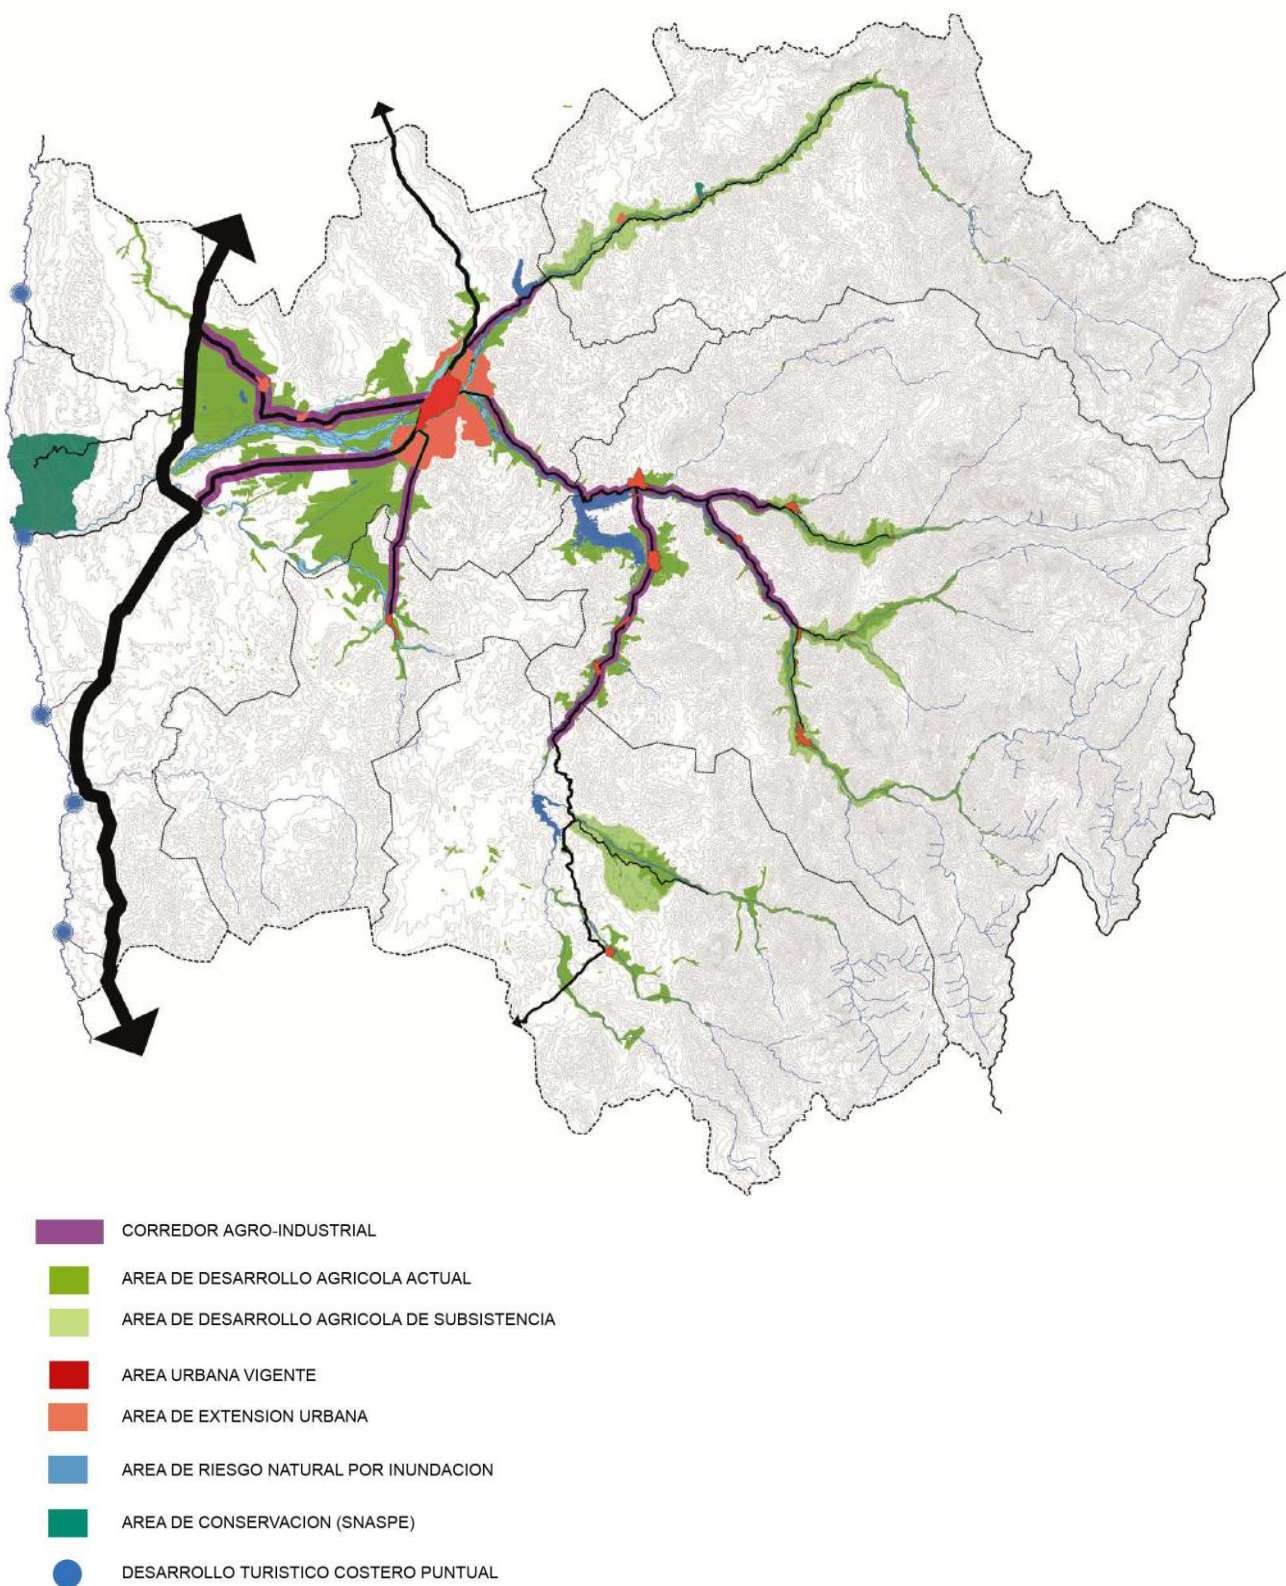 CORREDOR AGRO-INDUSTRIAL
AREA DE DESARROLLO AGRICOLA ACTUAL
AREA DE DESARROLLO AGRICOLA DE SUBSISTENCIA
AREA URBANA VIGENTE
AREA DE EXTENSION URBANA
AREA DE RIESGO NATURAL POR INUNDACION
AREA DE CONSERVACION (SNASPE)
DESARROLLO TURISTICO COSTERO PUNTUAL